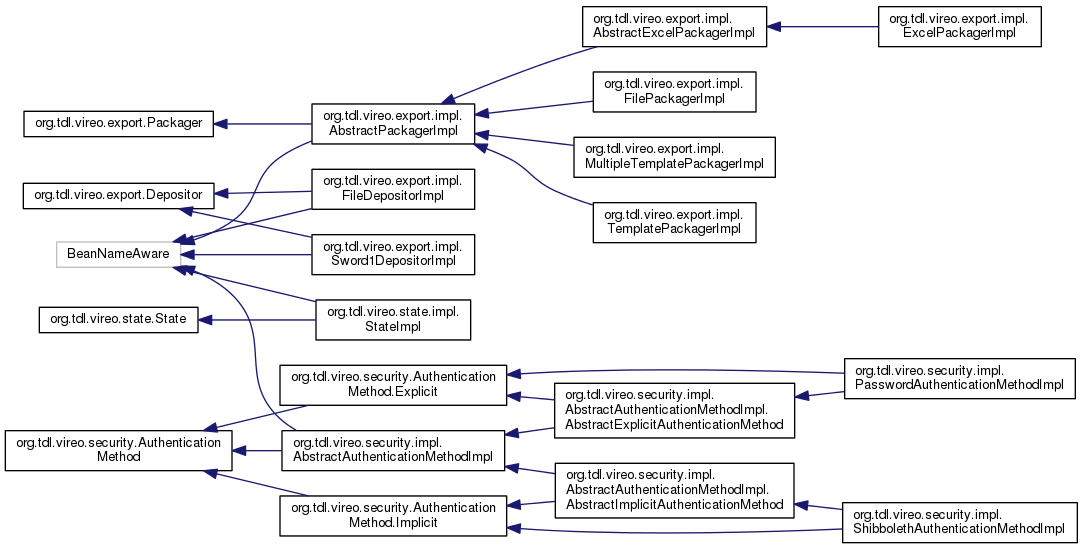 org.tdl.vireo.export.impl.
AbstractExcelPackagerImpl
org.tdl.vireo.export.impl.
ExcelPackagerImpl
org.tdl.vireo.export.impl.
FilePackagerImpl
org.tdl.vireo.export.Packager
org.tdl.vireo.export.impl.
AbstractPackagerImpl
org.tdl.vireo.export.impl.
MultipleTemplatePackagerImpl
org.tdl.vireo.export.Depositor
org.tdl.vireo.export.impl.
FileDepositorImpl
org.tdl.vireo.export.impl.
TemplatePackagerImpl
BeanNameAware
org.tdl.vireo.export.impl.
Sword1DepositorImpl
org.tdl.vireo.state.State
org.tdl.vireo.state.impl.
StateImpl
org.tdl.vireo.security.Authentication
Method.Explicit
org.tdl.vireo.security.impl.
PasswordAuthenticationMethodImpl
org.tdl.vireo.security.impl.
AbstractAuthenticationMethodImpl.
AbstractExplicitAuthenticationMethod
org.tdl.vireo.security.Authentication
Method
org.tdl.vireo.security.impl.
AbstractAuthenticationMethodImpl
org.tdl.vireo.security.impl.
AbstractAuthenticationMethodImpl.
AbstractImplicitAuthenticationMethod
org.tdl.vireo.security.Authentication
Method.Implicit
org.tdl.vireo.security.impl.
ShibbolethAuthenticationMethodImpl